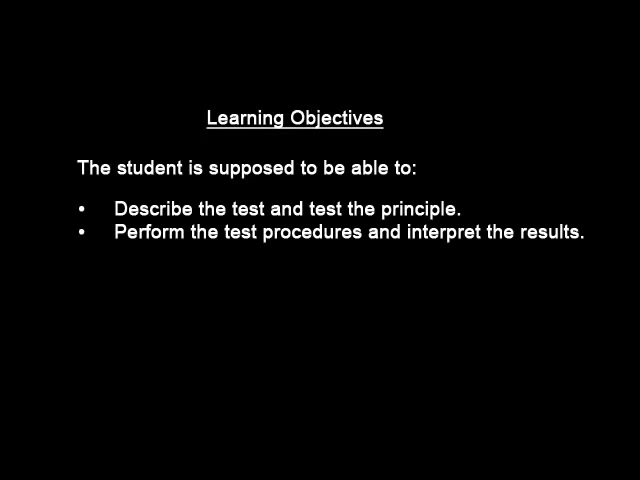 Learning Objectives
The student is supposed to be able to:
• Describe the test and test the principle.
• Perform the test procedures and interpret the results.